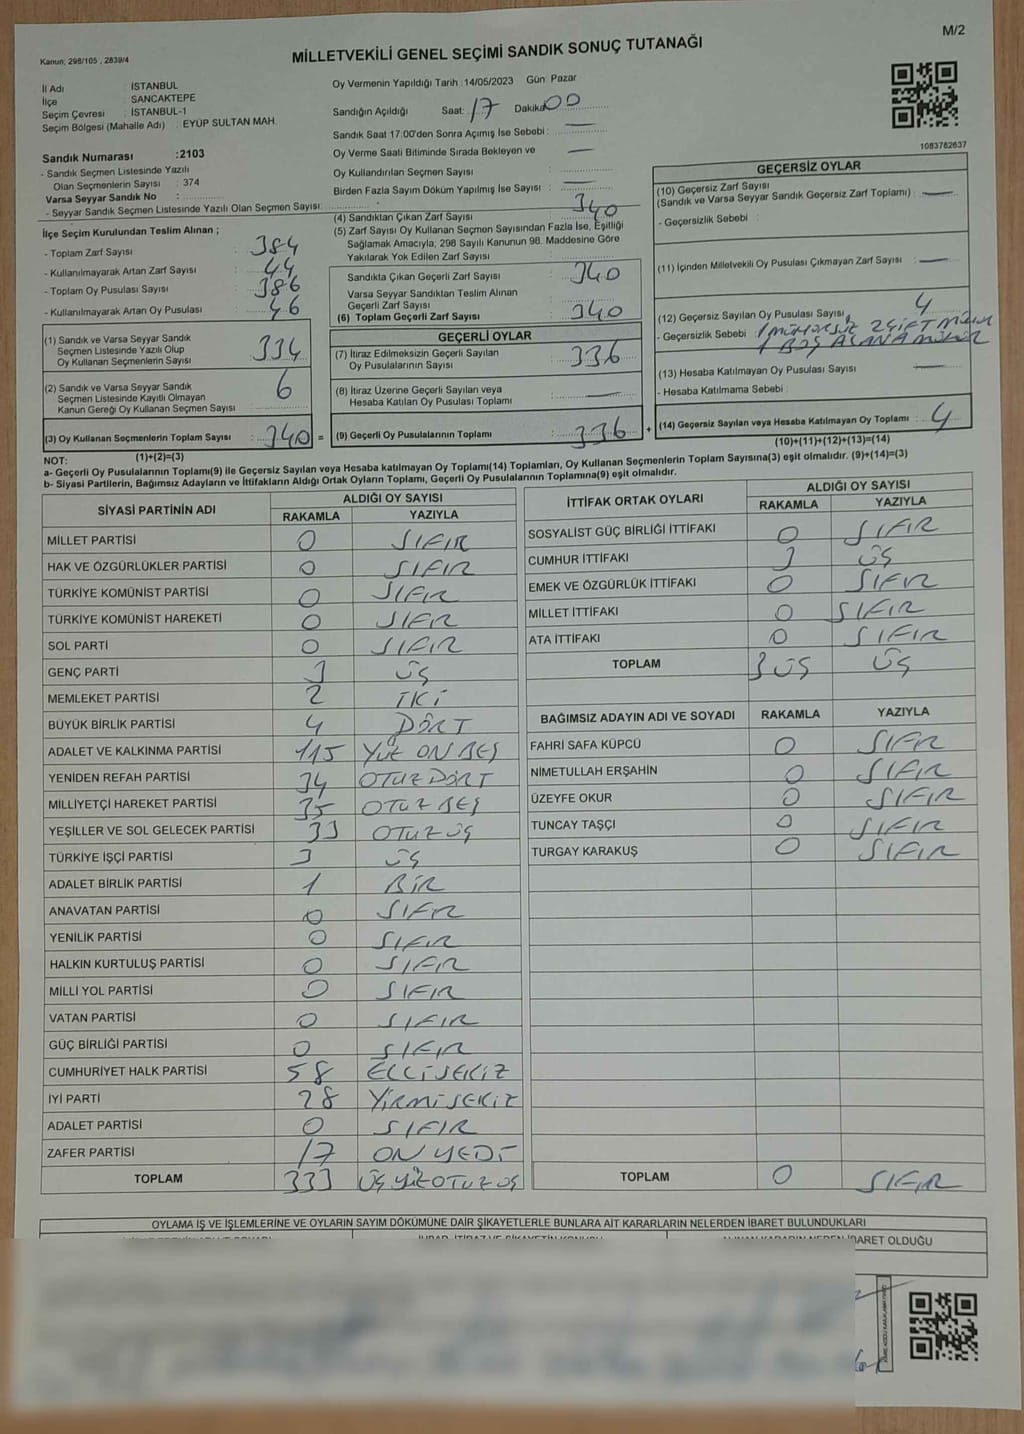 M/2
Kanun; 298/105 , 2839/4
MİLLETVEKİLİ GENEL SEÇİMİ SANDIK SONUÇ TUTANAĞI
İl Adı : İSTANBUL
İlçe : SANCAKTEPE
Seçim Çevresi : İSTANBUL-1
Seçim Bölgesi (Mahalle Adı) : EYÜP SULTAN MAH.
Sandık Numarası :2103
- Sandık Seçmen Listesinde Yazılı
Olan Seçmenlerin Sayısı : 374
Varsa Seyyar Sandık No :
- Seyyar Sandık Seçmen Listesinde Yazılı Olan Seçmen Sayısı:
Oy Vermenin Yapıldığı Tarih :14/05/2023 Gün Pazar
Sandığın Açıldığı Saat: 17 Dakika 00
Sandık Saat 17:00'den Sonra Açımış İse Sebebi : —
Oy Verme Saati Bitiminde Sırada Bekleyen ve —
Oy Kullandırılan Seçmen Sayısı :
Birden Fazla Sayım Döküm Yapılmış İse Sayısı : —
1083782637
İlçe Seçim Kurulundan Teslim Alınan ;
- Toplam Zarf Sayısı : 384
- Kullanılmayarak Artan Zarf Sayısı : 44
- Toplam Oy Pusulası Sayısı : 386
- Kullanılmayarak Artan Oy Pusulası : 46
(1) Sandık ve Varsa Seyyar Sandık
Seçmen Listesinde Yazılı Olup
Oy Kullanan Seçmenlerin Sayısı : 334
(2) Sandık ve Varsa Seyyar Sandık
Seçmen Listesinde Kayıtlı Olmayan
Kanun Gereği Oy Kullanan Seçmen Sayısı : 6
(3) Oy Kullanan Seçmenlerin Toplam Sayısı : 340 =
(1)+(2)=(3)
(4) Sandıktan Çıkan Zarf Sayısı : 340
(5) Zarf Sayısı Oy Kullanan Seçmen Sayısından Fazla İse, Eşitliği
Sağlamak Amacıyla, 298 Sayılı Kanunun 98. Maddesine Göre
Yakılarak Yok Edilen Zarf Sayısı :
Sandıkta Çıkan Geçerli Zarf Sayısı : 340
Varsa Seyyar Sandıktan Teslim Alınan
Geçerli Zarf Sayısı :
(6) Toplam Geçerli Zarf Sayısı : 340
GEÇERLİ OYLAR
(7) İtiraz Edilmeksizin Geçerli Sayılan
Oy Pusulalarının Sayısı : 336
(8) İtiraz Üzerine Geçerli Sayılan veya
Hesaba Katılan Oy Pusulası Toplamı : —
(9) Geçerli Oy Pusulalarının Toplamı : 336 +
GEÇERSİZ OYLAR
(10) Geçersiz Zarf Sayısı
(Sandık ve Varsa Seyyar Sandık Geçersiz Zarf Toplamı) : —
- Geçersizlik Sebebi :
(11) İçinden Milletvekili Oy Pusulası Çıkmayan Zarf Sayısı : —
(12) Geçersiz Sayılan Oy Pusulası Sayısı : 4
- Geçersizlik Sebebi : 1 MÜHÜRSÜZ 2 ÇİFT MÜHÜR
1 BOŞ ALANA MÜHÜR
(13) Hesaba Katılmayan Oy Pusulası Sayısı : —
- Hesaba Katılmama Sebebi :
(14) Geçersiz Sayılan veya Hesaba Katılmayan Oy Toplamı : 4
(10)+(11)+(12)+(13)=(14)
NOT:
a- Geçerli Oy Pusulalarının Toplamı(9) ile Geçersiz Sayılan veya Hesaba katılmayan Oy Toplamı(14) Toplamları, Oy Kullanan Seçmenlerin Toplam Sayısına(3) eşit olmalıdır. (9)+(14)=(3)
b- Siyasi Partilerin, Bağımsız Adayların ve İttifakların Aldığı Ortak Oyların Toplamı, Geçerli Oy Pusulalarının Toplamına(9) eşit olmalıdır.
SİYASİ PARTİNİN ADI ALDIĞI OY SAYISI
RAKAMLA YAZIYLA
MİLLET PARTİSİ 0 SIFIR
HAK VE ÖZGÜRLÜKLER PARTİSİ 0 SIFIR
TÜRKİYE KOMÜNİST PARTİSİ 0 SIFIR
TÜRKİYE KOMÜNİST HAREKETİ 0 SIFIR
SOL PARTİ 0 SIFIR
GENÇ PARTİ 3 ÜÇ
MEMLEKET PARTİSİ 2 İKİ
BÜYÜK BİRLİK PARTİSİ 4 DÖRT
ADALET VE KALKINMA PARTİSİ 115 YÜZ ON BEŞ
YENİDEN REFAH PARTİSİ 34 OTUZ DÖRT
MİLLİYETÇİ HAREKET PARTİSİ 35 OTUZ BEŞ
YEŞİLLER VE SOL GELECEK PARTİSİ 33 OTUZ ÜÇ
TÜRKİYE İŞÇİ PARTİSİ 3 ÜÇ
ADALET BİRLİK PARTİSİ 1 BİR
ANAVATAN PARTİSİ 0 SIFIR
YENİLİK PARTİSİ 0 SIFIR
HALKIN KURTULUŞ PARTİSİ 0 SIFIR
MİLLİ YOL PARTİSİ 0 SIFIR
VATAN PARTİSİ 0 SIFIR
GÜÇ BİRLİĞİ PARTİSİ 0 SIFIR
CUMHURİYET HALK PARTİSİ 58 ELLİ SEKİZ
İYİ PARTİ 28 YİRMİ SEKİZ
ADALET PARTİSİ 0 SIFIR
ZAFER PARTİSİ 17 ON YEDİ
TOPLAM 333 ÜÇ YÜZ OTUZ ÜÇ
İTTİFAK ORTAK OYLARI ALDIĞI OY SAYISI
RAKAMLA YAZIYLA
SOSYALİST GÜÇ BİRLİĞİ İTTİFAKI 0 SIFIR
CUMHUR İTTİFAKI 3 ÜÇ
EMEK VE ÖZGÜRLÜK İTTİFAKI 0 SIFIR
MİLLET İTTİFAKI 0 SIFIR
ATA İTTİFAKI 0 SIFIR
TOPLAM 3 ÜÇ ÜÇ
BAĞIMSIZ ADAYIN ADI VE SOYADI RAKAMLA YAZIYLA
FAHRİ SAFA KÜPCÜ 0 SIFIR
NİMETULLAH ERŞAHİN 0 SIFIR
ÜZEYFE OKUR 0 SIFIR
TUNCAY TAŞÇI 0 SIFIR
TURGAY KARAKUŞ 0 SIFIR
TOPLAM 0 SIFIR
OYLAMA İŞ VE İŞLEMLERİNE VE OYLARIN SAYIM DÖKÜMÜNE DAİR ŞİKAYETLERLE BUNLARA AİT KARARLARIN NELERDEN İBARET BULUNDUKLARI
İBARET OLDUĞU